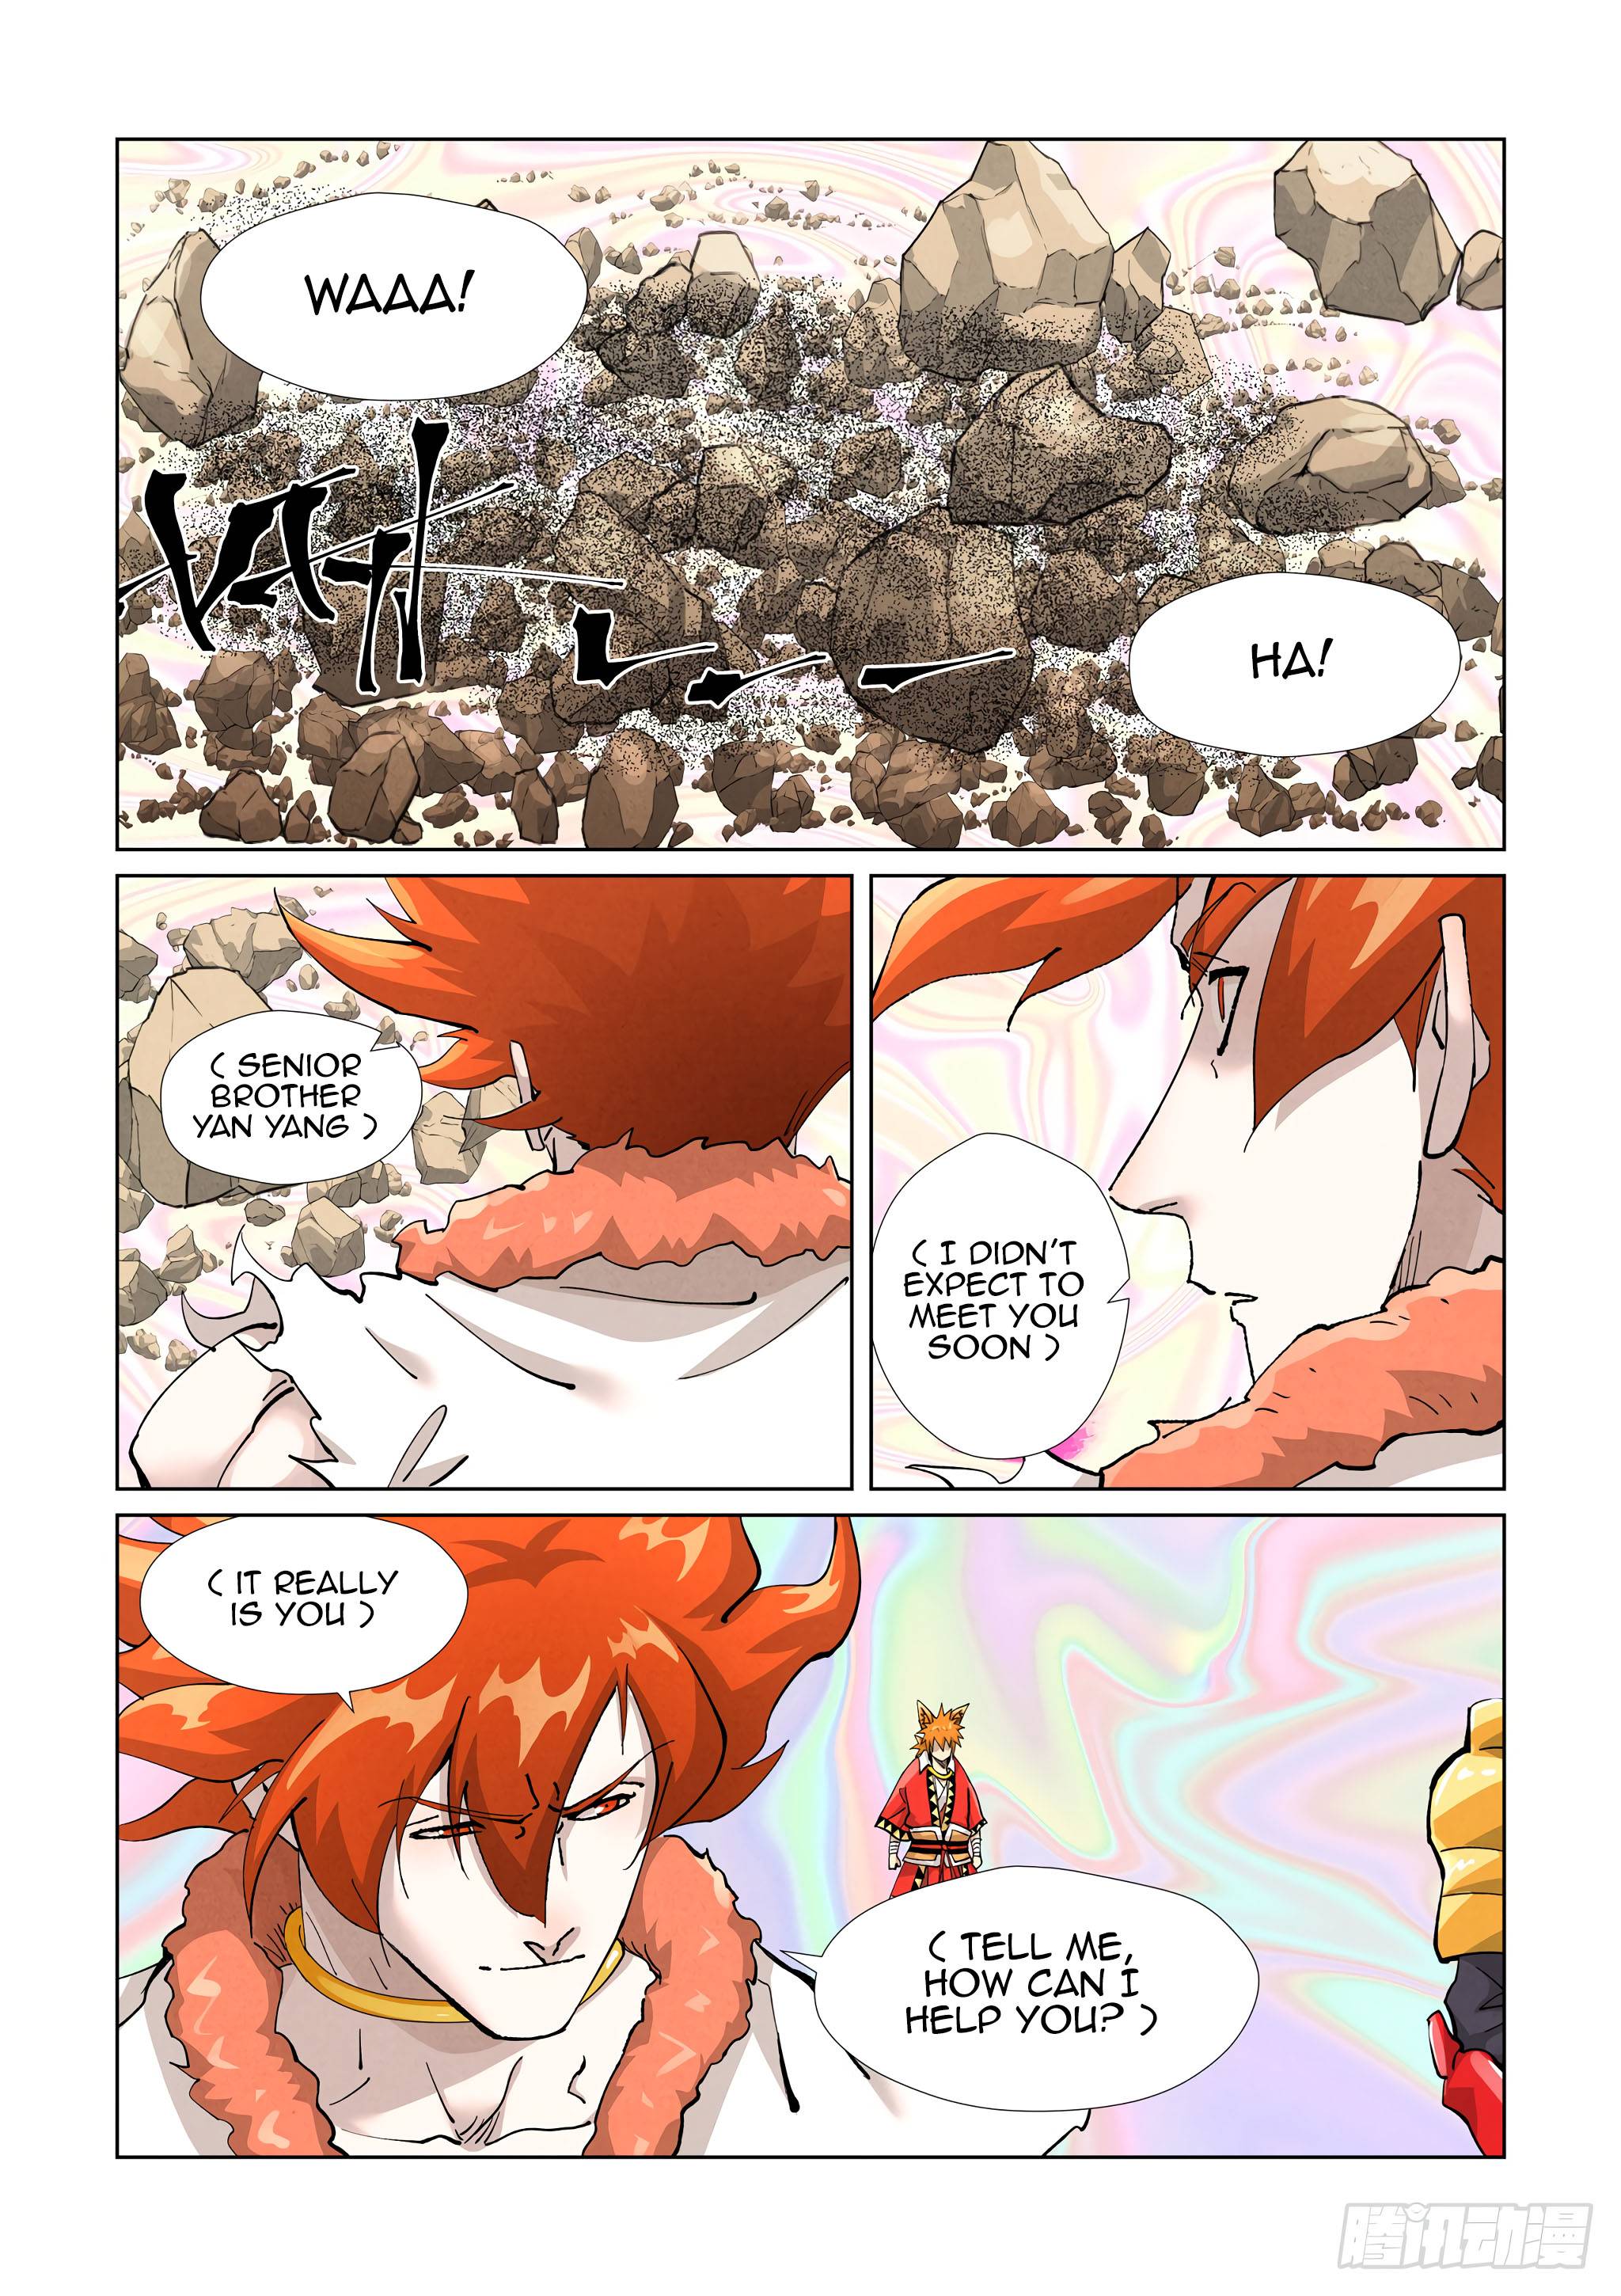 WAAA!
HA!
( SENIOR
BROTHER
YAN YANG )
( I DIDN'T
EXPECT TO
MEET YOU
SOON )
( IT REALLY
IS YOU )
( TELL ME,
HOW CAN I
HELP YOU? )
腾讯动漫